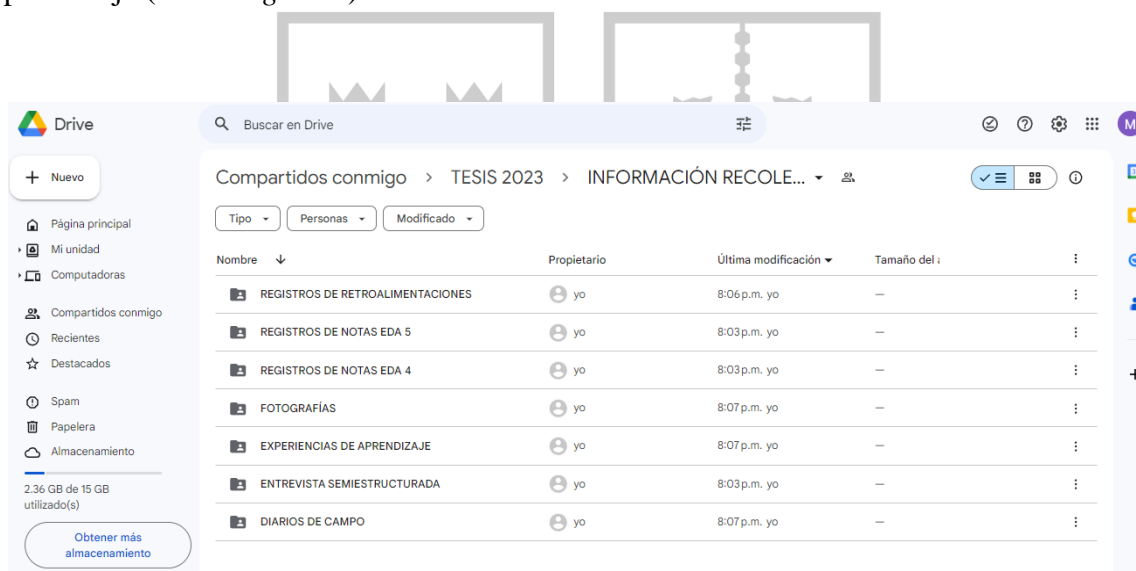 Drive
Buscar en Drive
M
Nuevo
Compartidos conmigo > TESIS 2023 > INFORMACIÓN RECOLE...
Tipo Personas Modificado
Página principal
Mi unidad
Computadoras
Compartidos conmigo
Recientes
Destacados
Spam
Papelera
Almacenamiento
2.36 GB de 15 GB
utilizado(s)
Obtener más
almacenamiento
Nombre Propietario Última modificación Tamaño del
REGISTROS DE RETROALIMENTACIONES yo 8:06 p.m. yo —
REGISTROS DE NOTAS EDA 5 yo 8:03 p.m. yo —
REGISTROS DE NOTAS EDA 4 yo 8:03 p.m. yo —
FOTOGRAFÍAS yo 8:07 p.m. yo —
EXPERIENCIAS DE APRENDIZAJE yo 8:07 p.m. yo —
ENTREVISTA SEMIESTRUCTURADA yo 8:03 p.m. yo —
DIARIOS DE CAMPO yo 8:07 p.m. yo —